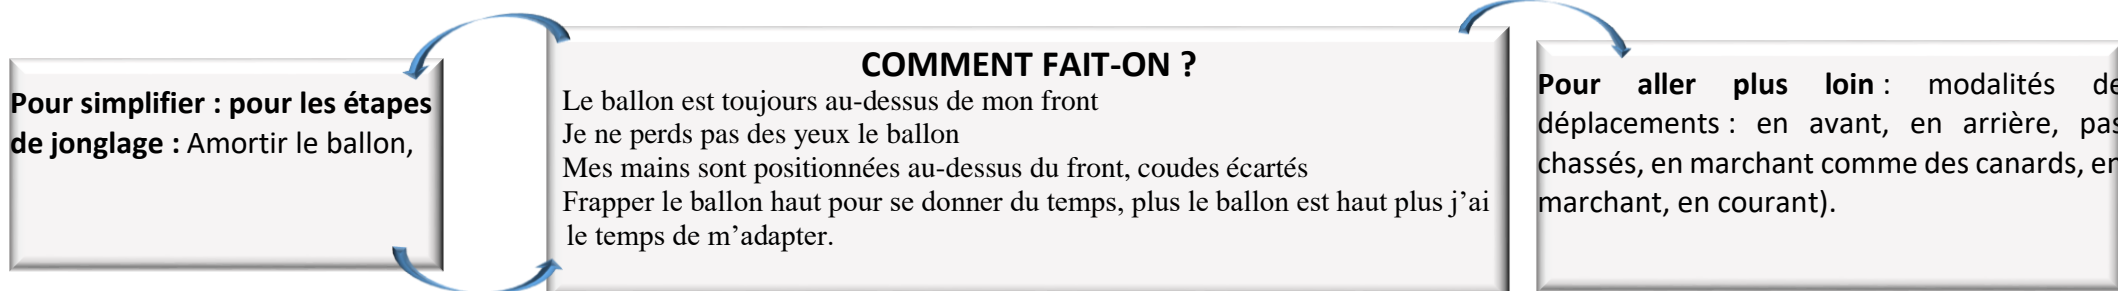 Pour simplifier : pour les étapes
de jonglage : Amortir le ballon,
COMMENT FAIT-ON ?
Le ballon est toujours au-dessus de mon front
Je ne perds pas des yeux le ballon
Mes mains sont positionnées au-dessus du front, coudes écartés
Frapper le ballon haut pour se donner du temps, plus le ballon est haut plus j’ai
le temps de m’adapter.
Pour aller plus loin : modalités de
déplacements : en avant, en arrière, pas
chassés, en marchant comme des canards, en
marchant, en courant).